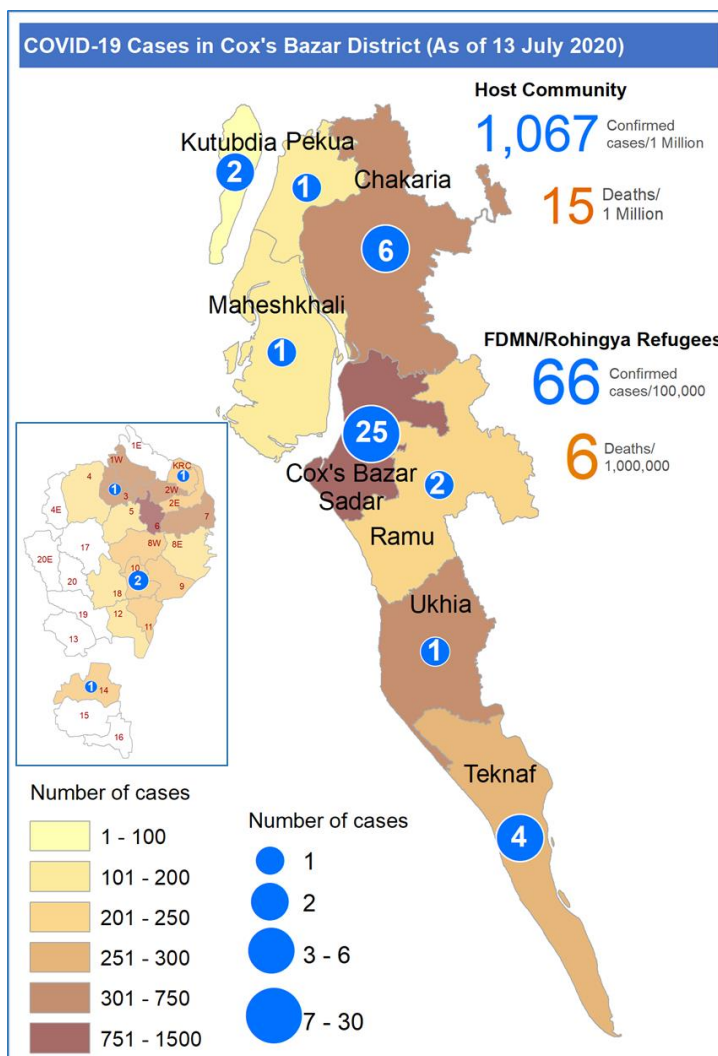 COVID-19 Cases in Cox's Bazar District (As of 13 July 2020)
Host Community
1,067 Confirmed cases/1 Million
15 Deaths/ 1 Million
Kutubdia
2
Pekua
1
Chakaria
6
Maheshkhali
1
FDMN/Rohingya Refugees
66 Confirmed cases/100,000
6 Deaths/ 1,000,000
25
Cox's Bazar
Sadar
2
Ramu
Ukhia
1
Teknaf
4
1E
1W
KRC
1
4
1
3
2W
2E
4E
5
6
7
17
8W
8E
20E
10
2
20
18
9
19
12
11
13
1
14
15
16
Number of cases
1 - 100
101 - 200
201 - 250
251 - 300
301 - 750
751 - 1500
Number of cases
1
2
3 - 6
7 - 30